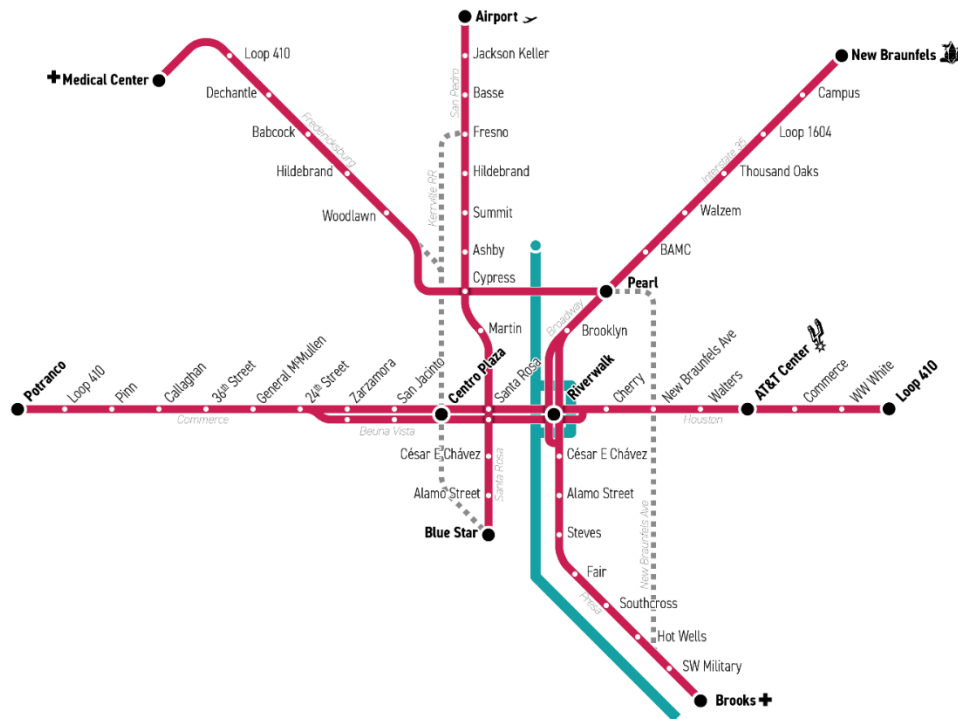 Airport
Loop 410
Jackson Keller
New Braunfels
Medical Center
Dechantle
Basse
San Pedro
Campus
Babcock
Fredericksburg
Fresno
Loop 1604
Hildebrand
Hildebrand
Interstate 35
Thousand Oaks
Kerrville RR
Woodlawn
Summit
Walzem
Ashby
BAMC
Cypress
Pearl
Martin
Broadway
Brooklyn
Potranco
Loop 410
Pinn
Callaghan
36th Street
General McMullen
24th Street
Zarzamora
San Jacinto
Centro Plaza
Santa Rosa
Riverwalk
Cherry
New Braunfels Ave
Walters
AT&T Center
Commerce
WW White
Loop 410
Commerce
Beuna Vista
Houston
César E Chávez
Santa Rosa
César E Chávez
Alamo Street
Alamo Street
Blue Star
Steves
New Braunfels Ave
Fair
Presa
Southcross
Hot Wells
SW Military
Brooks